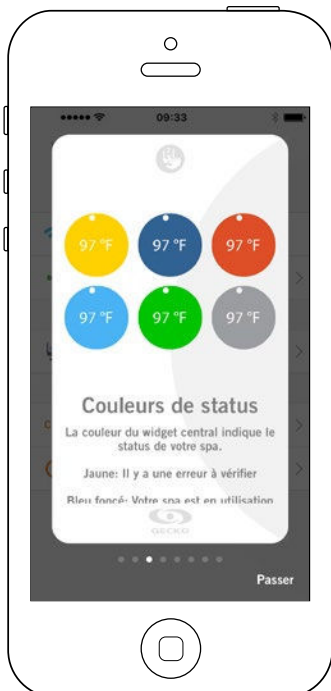 09:33
97 °F 97 °F 97 °F
97 °F 97 °F 97 °F
Couleurs de status
La couleur du widget central indique le
status de votre spa.
Jaune: Il y a une erreur à vérifier
Bleu foncé: Votre spa est en utilisation
GECKO
Passer